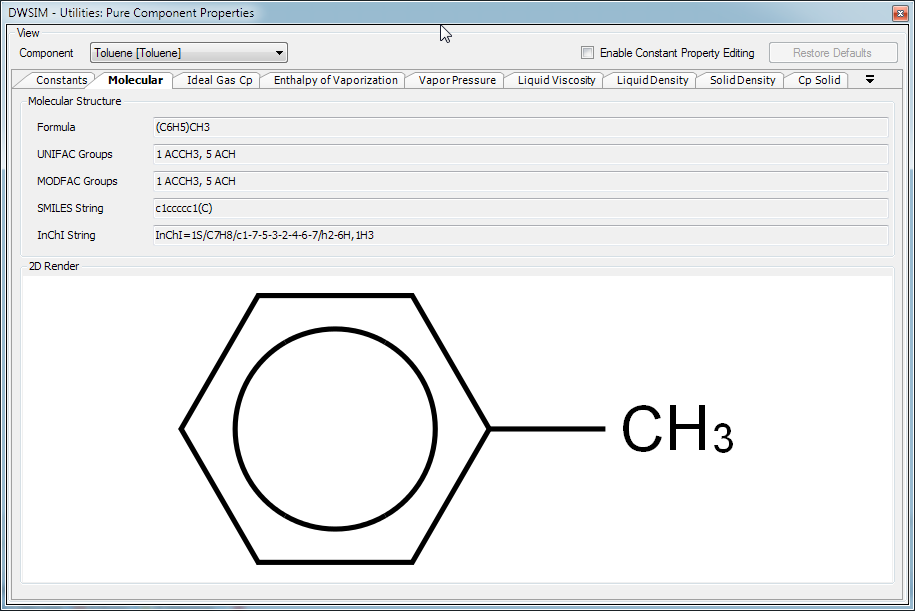 DWSIM - Utilities: Pure Component Properties
View
Component Toluene [Toluene] Enable Constant Property Editing Restore Defaults
Constants Molecular Ideal Gas Cp Enthalpy of Vaporization Vapor Pressure Liquid Viscosity Liquid Density Solid Density Cp Solid
Molecular Structure
Formula (C6H5)CH3
UNIFAC Groups 1 ACCH3, 5 ACH
MODFAC Groups 1 ACCH3, 5 ACH
SMILES String c1ccccc1(C)
InChI String InChI=1S/C7H8/c1-7-5-3-2-4-6-7/h2-6H,1H3
2D Render
CH3